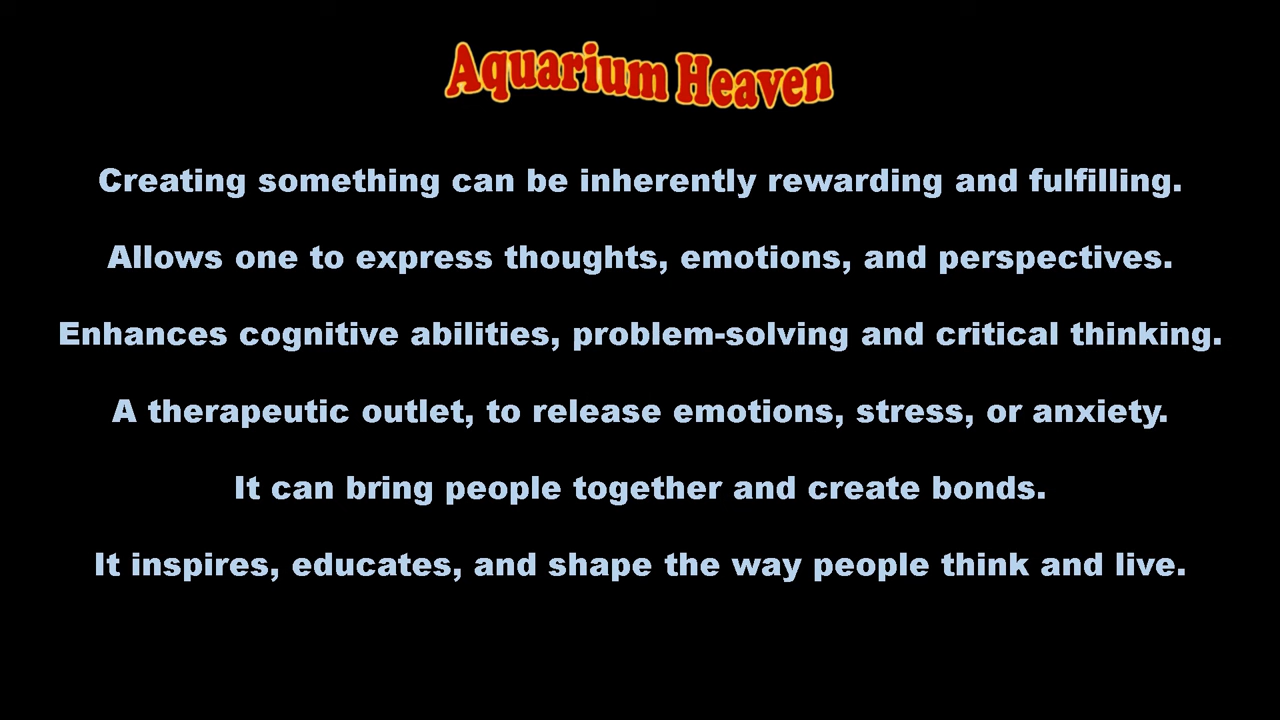 Aquarium Heaven
Creating something can be inherently rewarding and fulfilling.
Allows one to express thoughts, emotions, and perspectives.
Enhances cognitive abilities, problem-solving and critical thinking.
A therapeutic outlet, to release emotions, stress, or anxiety.
It can bring people together and create bonds.
It inspires, educates, and shape the way people think and live.